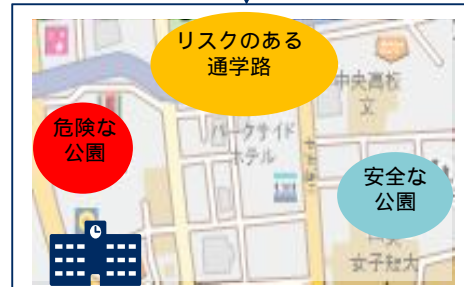 リスクのある
通学路
中央高校
文
危険な
公園
パークサイド
ホテル
安全な
公園
女子短大